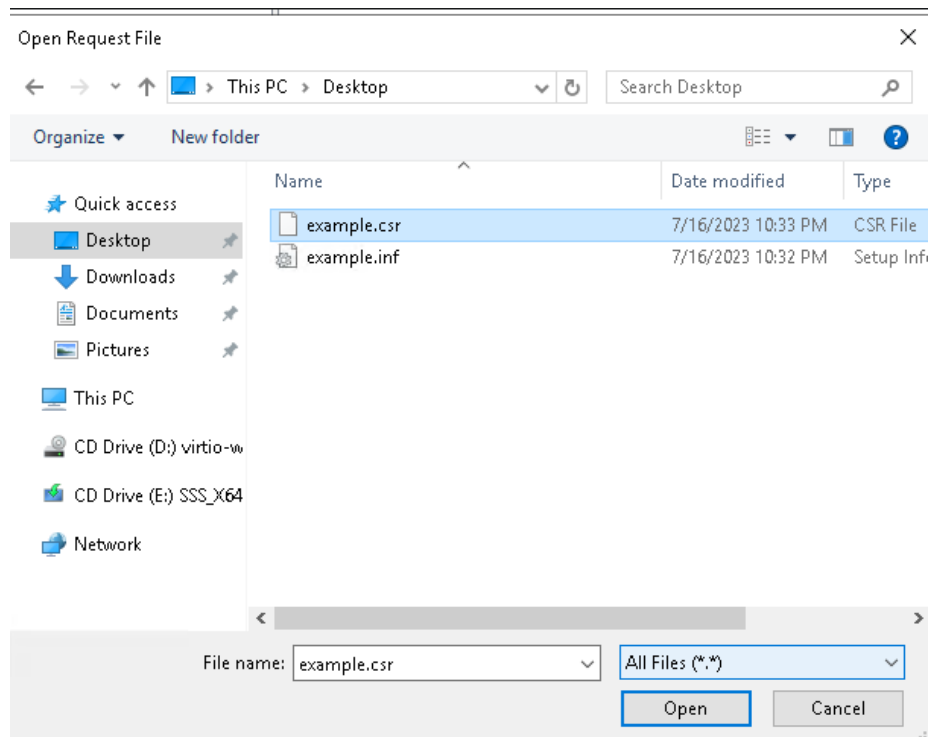 Open Request File
This PC > Desktop
Search Desktop
Organize
New folder
?
Name
Date modified
Type
Quick access
Desktop
Downloads
Documents
Pictures
This PC
CD Drive (D:) virtio-w
CD Drive (E:) SSS_X64
Network
example.csr 7/16/2023 10:33 PM CSR File
example.inf 7/16/2023 10:32 PM Setup Inf
File name: example.csr
All Files (*.*)
Open
Cancel